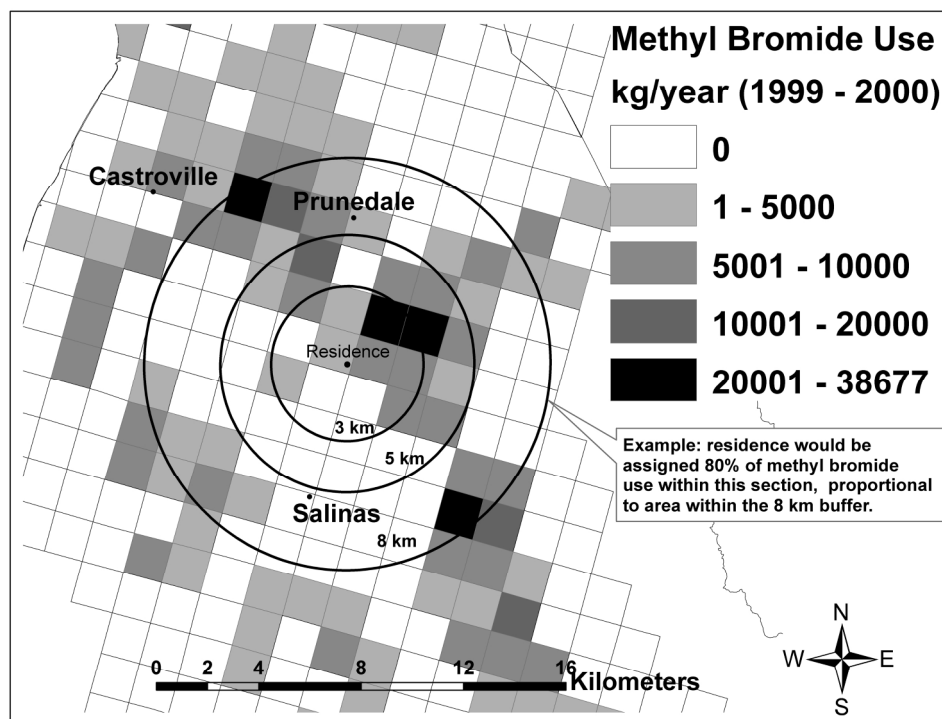 Methyl Bromide Use
kg/year (1999 - 2000)
0
1 - 5000
5001 - 10000
10001 - 20000
20001 - 38677
Castroville
Prunedale
Residence
3 km
5 km
Salinas
8 km
Example: residence would be
assigned 80% of methyl bromide
use within this section, proportional
to area within the 8 km buffer.
0 2 4 8 12 16
Kilometers
N
W E
S